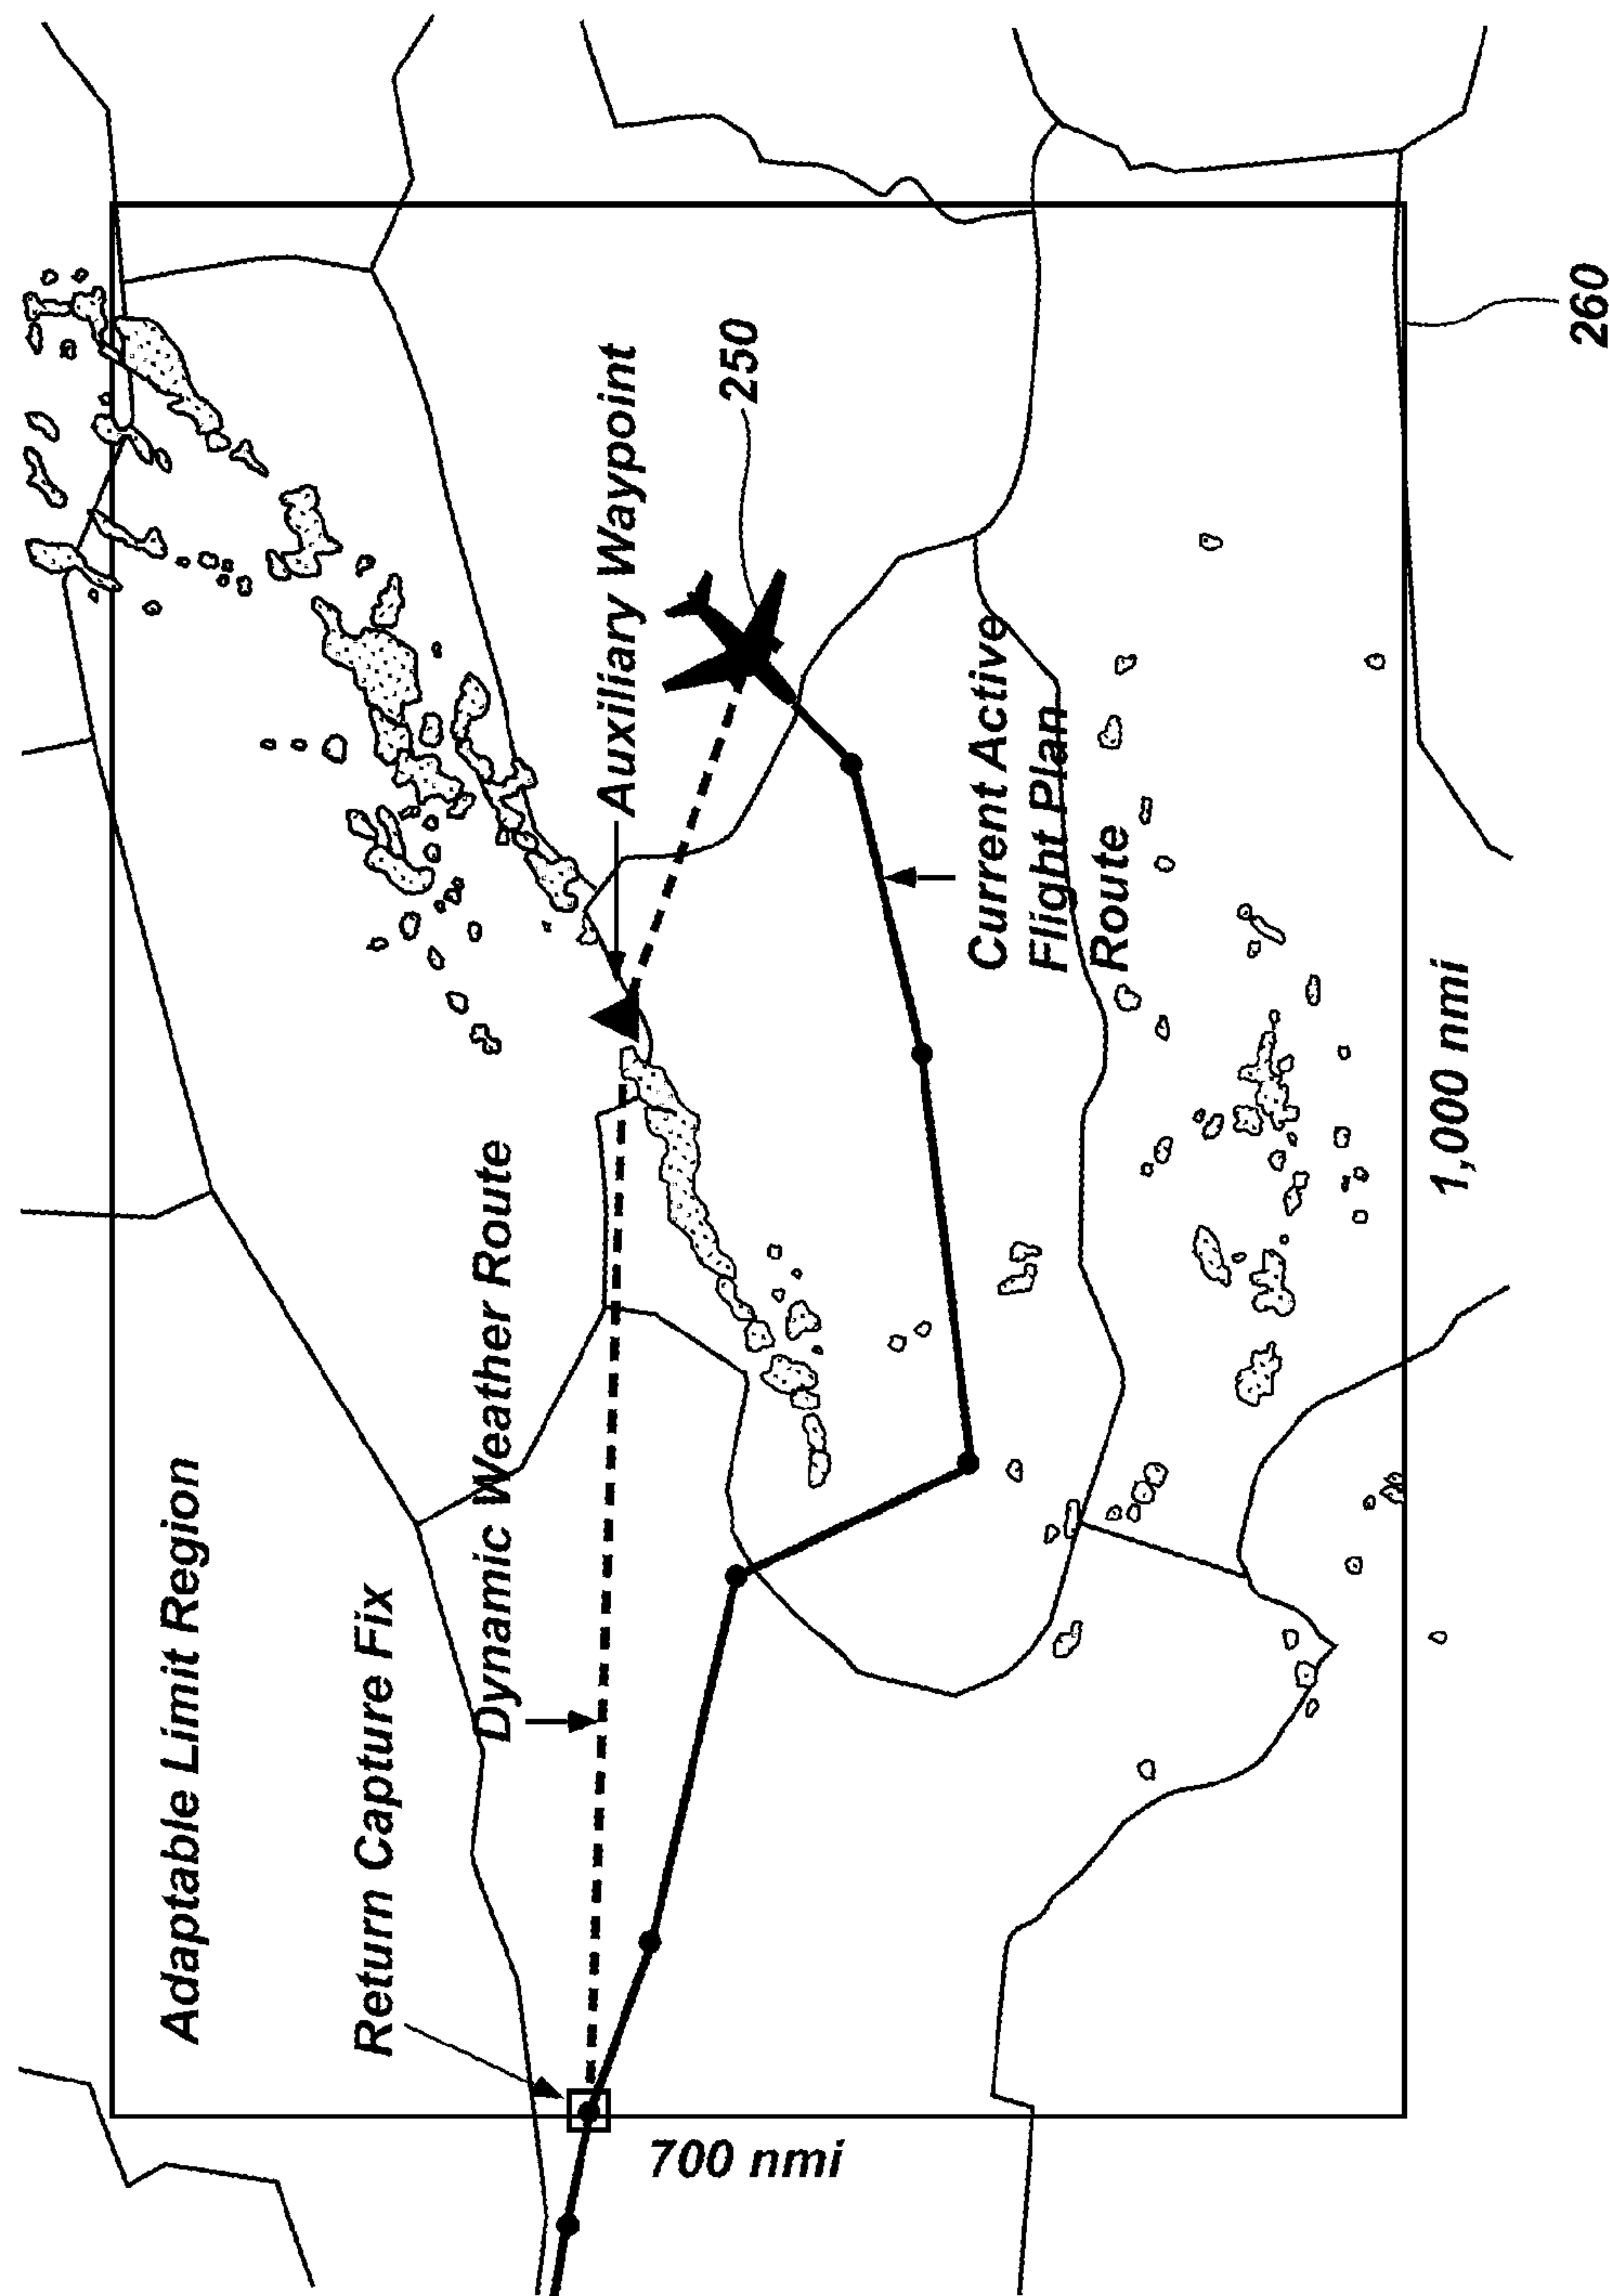 Adaptable Limit Region
Return Capture Fix
Dynamic Weather Route
Auxiliary Waypoint
250
Current Active
Flight Plan
Route
700 nmi
1,000 nmi
260